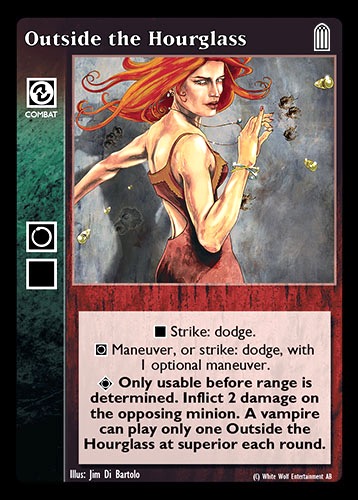 Outside the Hourglass
COMBAT
Strike: dodge.
Maneuver, or strike: dodge, with
1 optional maneuver.
Only usable before range is
determined. Inflict 2 damage on
the opposing minion. A vampire
can play only one Outside the
Hourglass at superior each round.
Illus: Jim Di Bartolo
(C) White Wolf Entertainment AB